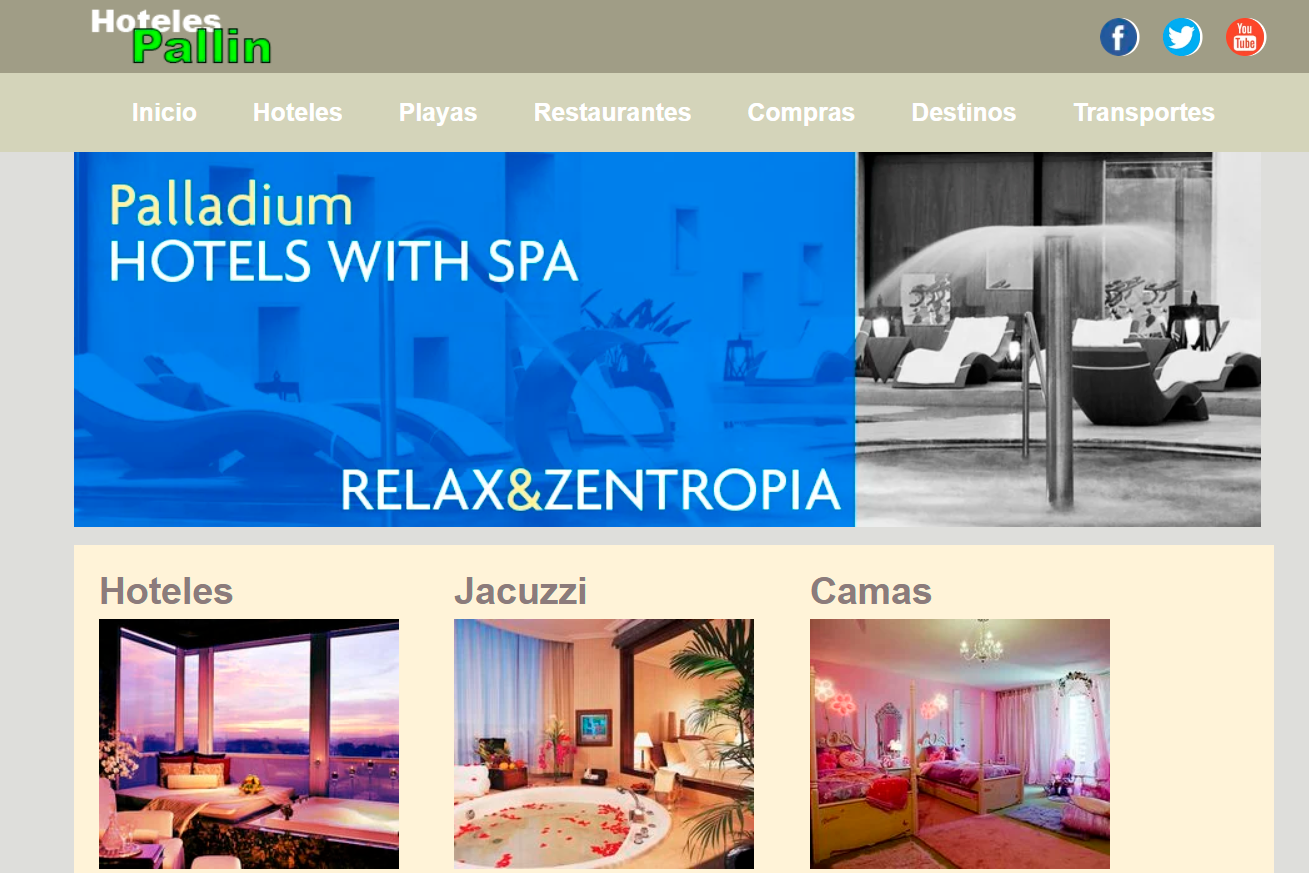 Hoteles
Pallin
You
Tube
Inicio Hoteles Playas Restaurantes Compras Destinos Transportes
Palladium
HOTELS WITH SPA
RELAX&ZENTROPIA
Hoteles Jacuzzi Camas